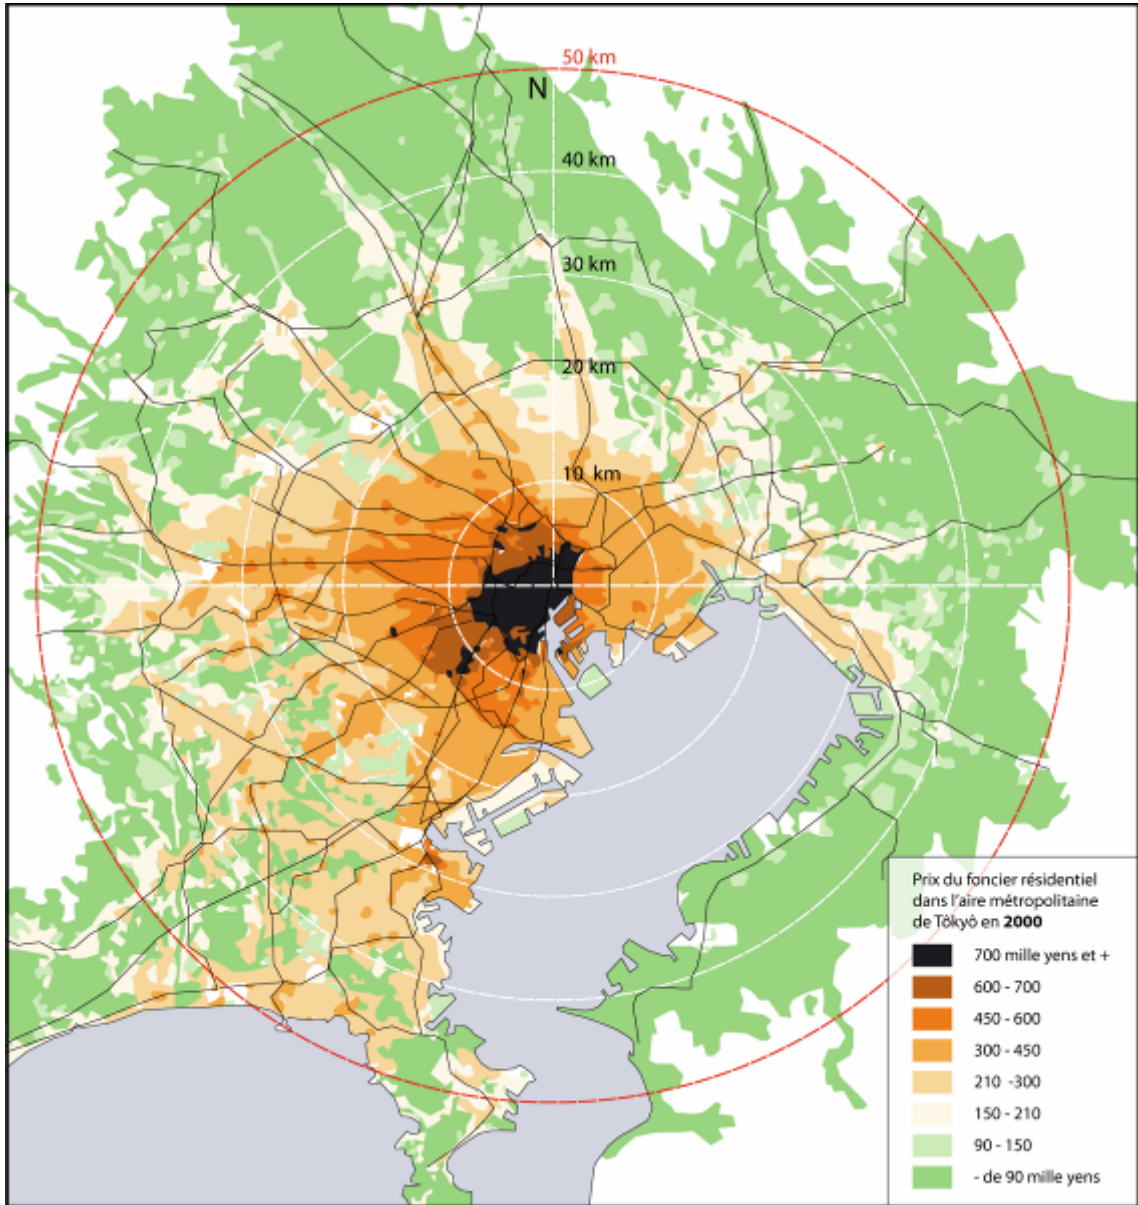 50 km
N
40 km
30 km
20 km
10 km
Prix du foncier résidentiel
dans l'aire métropolitaine
de Tôkyô en 2000
700 mille yens et +
600 - 700
450 - 600
300 - 450
210 -300
150 - 210
90 - 150
- de 90 mille yens